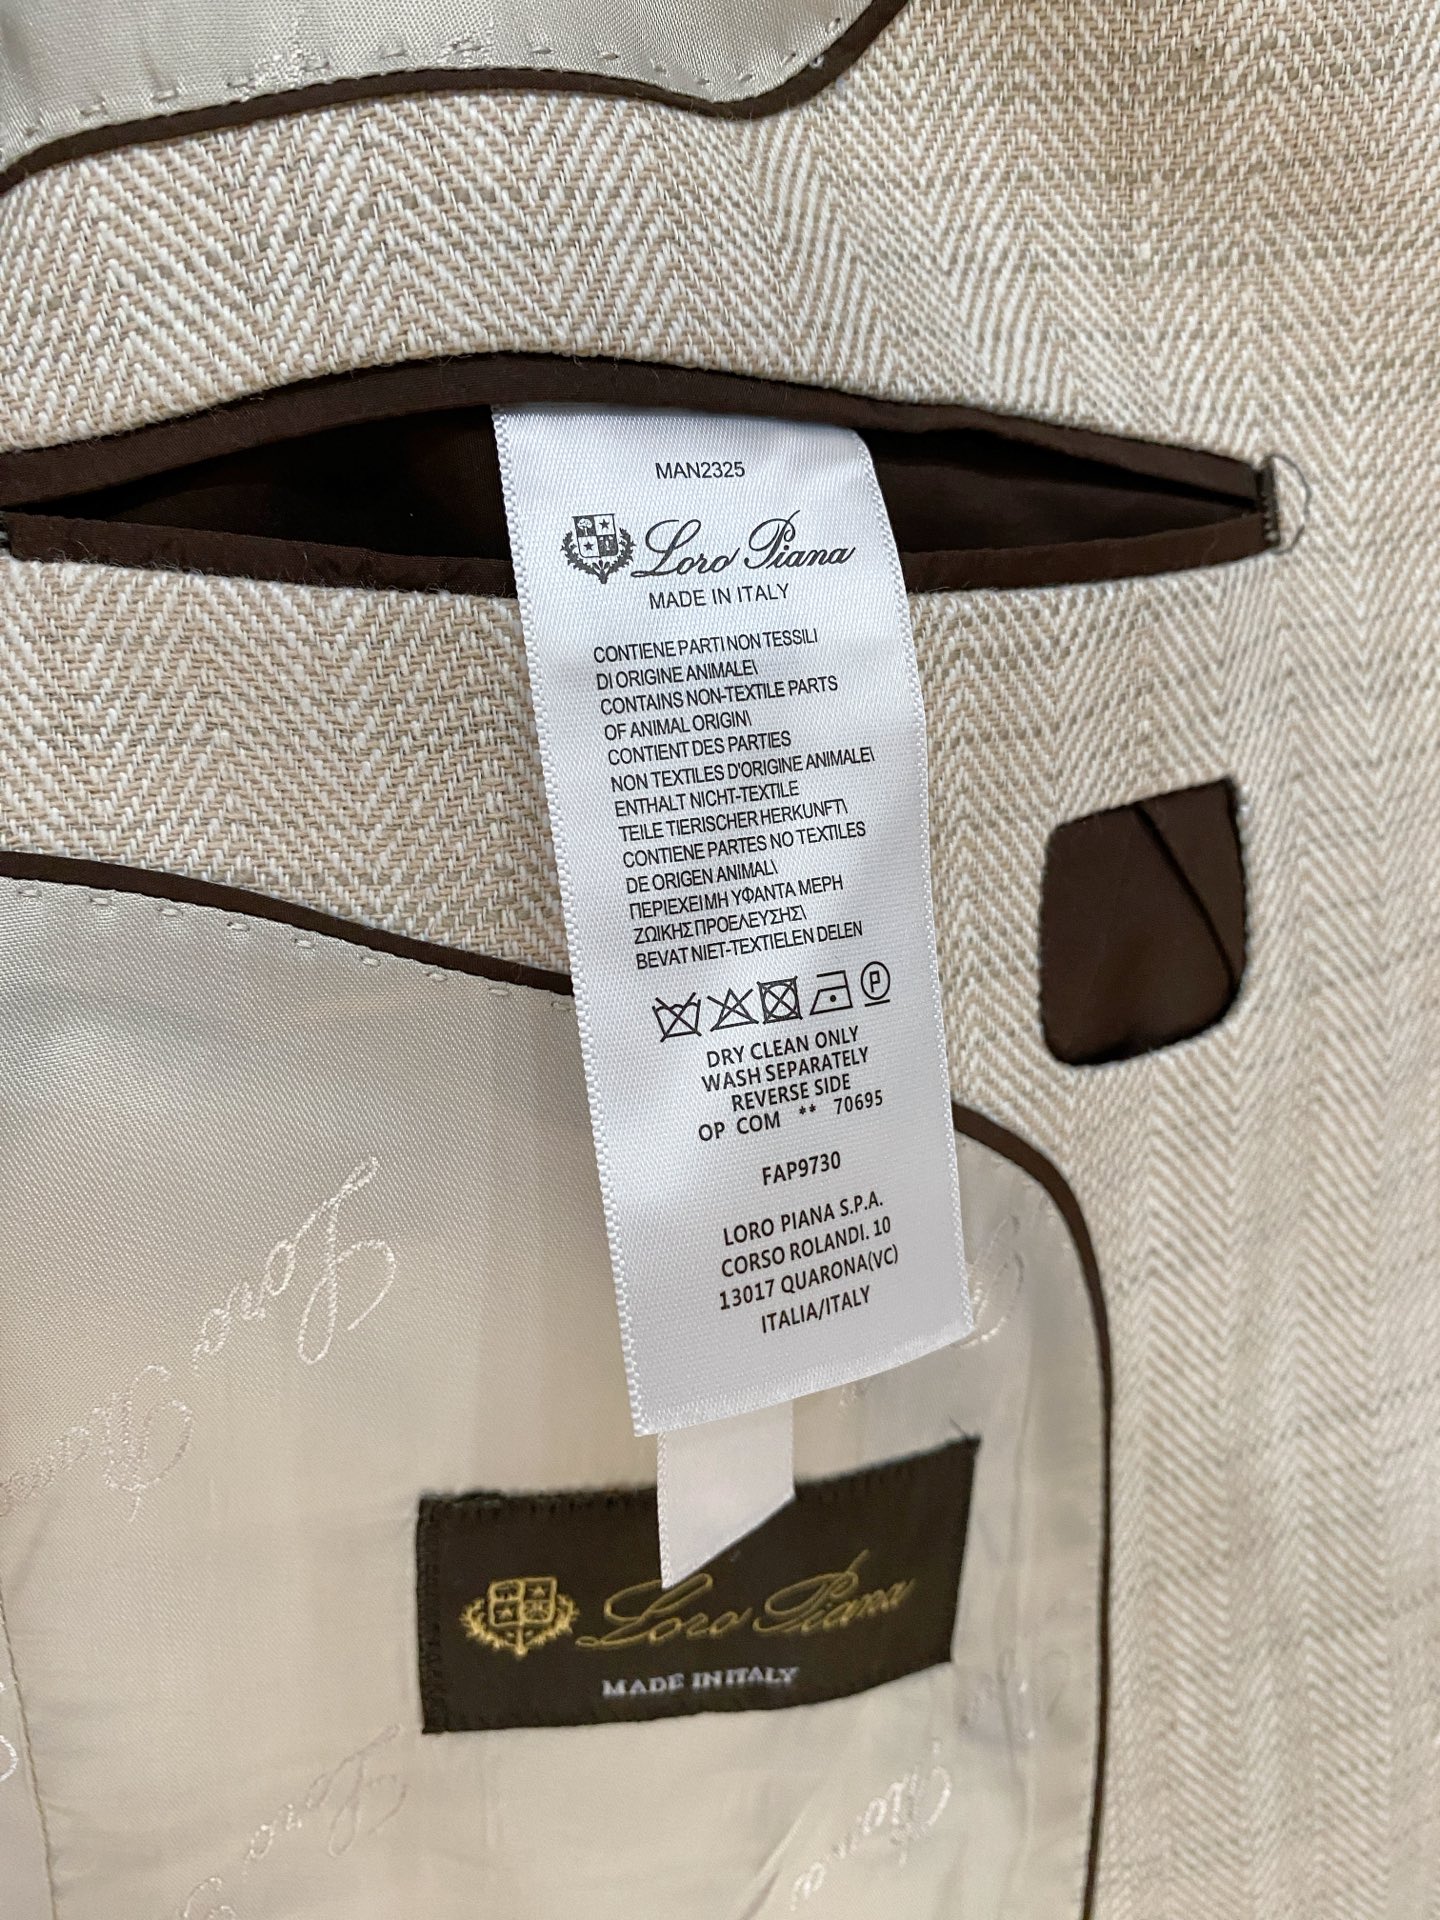 MAN2325
Loro Piana
MADE IN ITALY
CONTIENE PARTI NON TESSILI
DI ORIGINE ANIMALE\
CONTAINS NON-TEXTILE PARTS
OF ANIMAL ORIGIN\
CONTIENT DES PARTIES
NON TEXTILES D'ORIGINE ANIMALE\
ENTHALT NICHT-TEXTILE
TEILE TIERISCHER HERKUNFT\
CONTIENE PARTES NO TEXTILES
DE ORIGEN ANIMAL\
ΠΕΡΙΕΧΕΙ ΜΗ ΥΦΑΝΤΑ ΜΕΡΗ
ΖΩΙΚΗΣ ΠΡΟΕΛΕΥΣΗΣ\
BEVAT NIET-TEXTIELEN DELEN
P
DRY CLEAN ONLY
WASH SEPARATELY
REVERSE SIDE
OP COM ** 70695
FAP9730
LORO PIANA S.P.A.
CORSO ROLANDI. 10
13017 QUARONA(VC)
ITALIA/ITALY
Loro Piana
Loro Piana
MADE IN ITALY
Loro
Piana